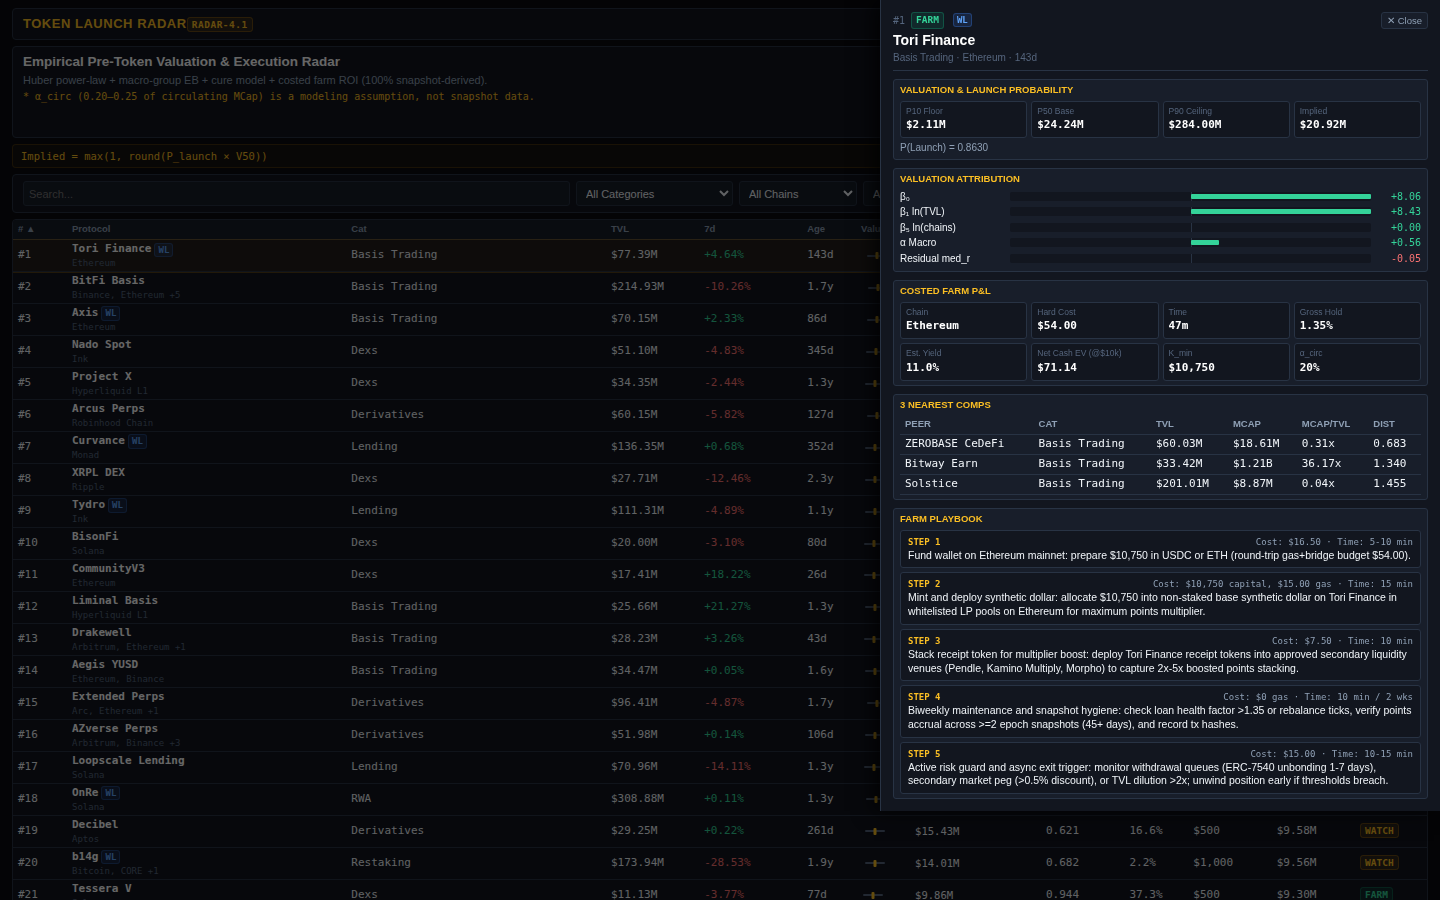 TOKEN LAUNCH RADAR RADAR-4.1
Empirical Pre-Token Valuation & Execution Radar
Huber power-law + macro-group EB + cure model + costed farm ROI (100% snapshot-derived).
* α_circ (0.20–0.25 of circulating MCap) is a modeling assumption, not snapshot data.
Implied = max(1, round(P_launch × V50))
Search... All Categories All Chains
# ▲ Protocol Cat TVL 7d Age
#1 Tori Finance WL Basis Trading $77.39M +4.64% 143d
Ethereum
#2 BitFi Basis Basis Trading $214.93M -10.26% 1.7y
Binance, Ethereum +5
#3 Axis WL Basis Trading $70.15M +2.33% 86d
Ethereum
#4 Nado Spot Dexs $51.10M -4.83% 345d
Ink
#5 Project X Dexs $34.35M -2.44% 1.3y
Hyperliquid L1
#6 Arcus Perps Derivatives $60.15M -5.82% 127d
Robinhood Chain
#7 Curvance WL Lending $136.35M +0.68% 352d
Monad
#8 XRPL DEX Dexs $27.71M -12.46% 2.3y
Ripple
#9 Tydro WL Lending $111.31M -4.89% 1.1y
Ink
#10 BisonFi Dexs $20.00M -3.10% 80d
Solana
#11 CommunityV3 Dexs $17.41M +18.22% 26d
Ethereum
#12 Liminal Basis Basis Trading $25.66M +21.27% 1.3y
Hyperliquid L1
#13 Drakewell Basis Trading $28.23M +3.26% 43d
Arbitrum, Ethereum +1
#14 Aegis YUSD Basis Trading $34.47M +0.05% 1.6y
Ethereum, Binance
#15 Extended Perps Derivatives $96.41M -4.87% 1.7y
Arc, Ethereum +1
#16 AZverse Perps Derivatives $51.98M +0.14% 106d
Arbitrum, Binance +3
#17 Loopscale Lending Lending $70.96M -14.11% 1.3y
Solana
#18 OnRe WL RWA $308.88M +0.11% 1.3y
Solana
#19 Decibel Derivatives $29.25M +0.22% 261d $15.43M 0.621 16.6% $500 $9.58M WATCH
Aptos
#20 b14g WL Restaking $173.94M -28.53% 1.9y $14.01M 0.682 2.2% $1,000 $9.56M WATCH
Bitcoin, CORE +1
#21 Tessera V Dexs $11.13M -3.77% 77d $9.86M 0.944 37.3% $500 $9.30M FARM
#1 FARM WL ✕ Close
Tori Finance
Basis Trading · Ethereum · 143d
VALUATION & LAUNCH PROBABILITY
P10 Floor P50 Base P90 Ceiling Implied
$2.11M $24.24M $284.00M $20.92M
P(Launch) = 0.8630
VALUATION ATTRIBUTION
β₀ +8.06
β₁ ln(TVL) +8.43
β₅ ln(chains) +0.00
α Macro +0.56
Residual med_r -0.05
COSTED FARM P&L
Chain Hard Cost Time Gross Hold
Ethereum $54.00 47m 1.35%
Est. Yield Net Cash EV (@$10k) K_min α_circ
11.0% $71.14 $10,750 20%
3 NEAREST COMPS
PEER CAT TVL MCAP MCAP/TVL DIST
ZEROBASE CeDeFi Basis Trading $60.03M $18.61M 0.31x 0.683
Bitway Earn Basis Trading $33.42M $1.21B 36.17x 1.340
Solstice Basis Trading $201.01M $8.87M 0.04x 1.455
FARM PLAYBOOK
STEP 1 Cost: $16.50 · Time: 5-10 min
Fund wallet on Ethereum mainnet: prepare $10,750 in USDC or ETH (round-trip gas+bridge budget $54.00).
STEP 2 Cost: $10,750 capital, $15.00 gas · Time: 15 min
Mint and deploy synthetic dollar: allocate $10,750 into non-staked base synthetic dollar on Tori Finance in
whitelisted LP pools on Ethereum for maximum points multiplier.
STEP 3 Cost: $7.50 · Time: 10 min
Stack receipt token for multiplier boost: deploy Tori Finance receipt tokens into approved secondary liquidity
venues (Pendle, Kamino Multiply, Morpho) to capture 2x-5x boosted points stacking.
STEP 4 Cost: $0 gas · Time: 10 min / 2 wks
Biweekly maintenance and snapshot hygiene: check loan health factor >1.35 or rebalance ticks, verify points
accrual across >=2 epoch snapshots (45+ days), and record tx hashes.
STEP 5 Cost: $15.00 · Time: 10-15 min
Active risk guard and async exit trigger: monitor withdrawal queues (ERC-7540 unbonding 1-7 days),
secondary market peg (>0.5% discount), or TVL dilution >2x; unwind position early if thresholds breach.